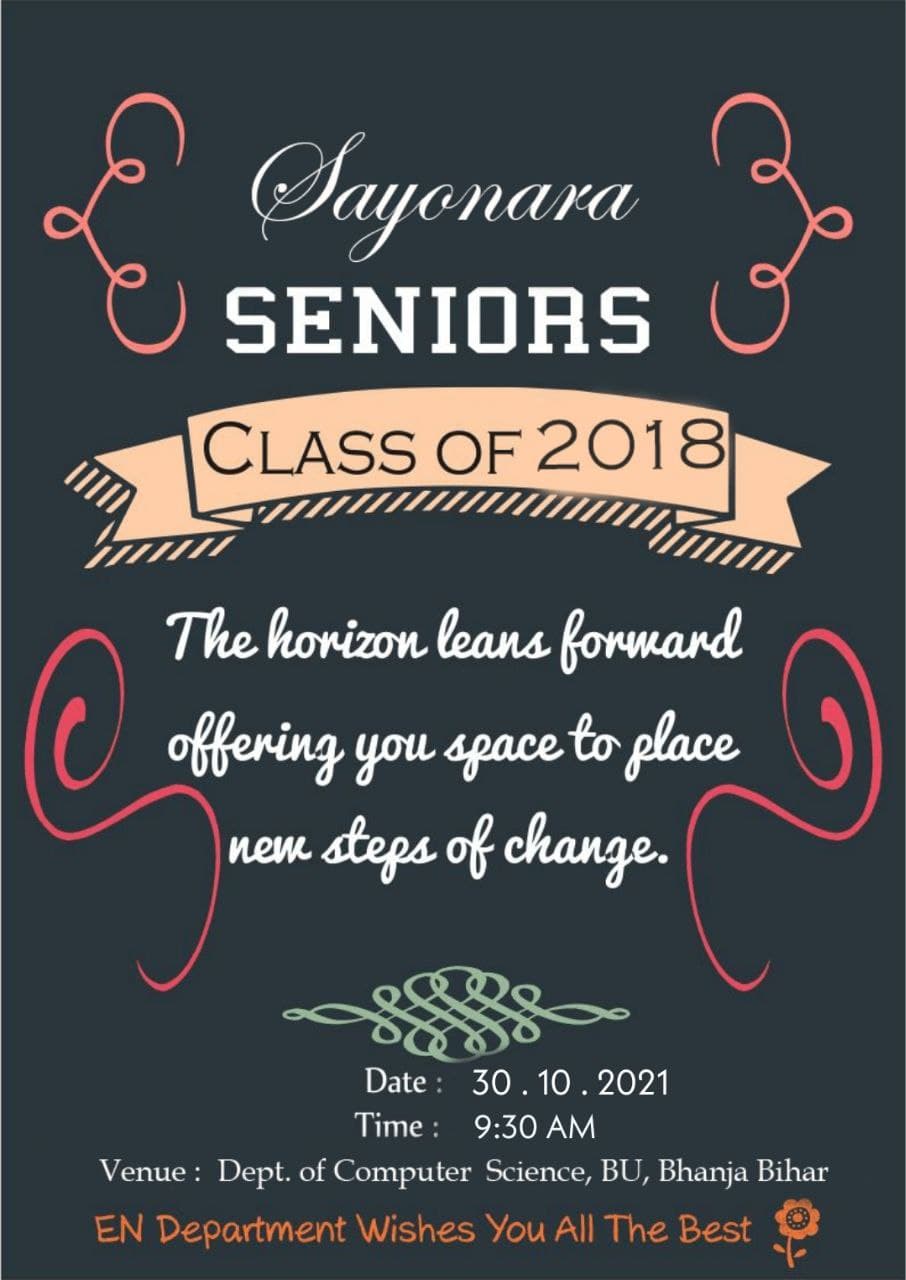 Sayonara
SENIORS
CLASS OF 2018
The horizon leans forward
offering you space to place
new steps of change.
Date : 30 . 10 . 2021
Time : 9:30 AM
Venue : Dept. of Computer Science, BU, Bhanja Bihar
EN Department Wishes You All The Best